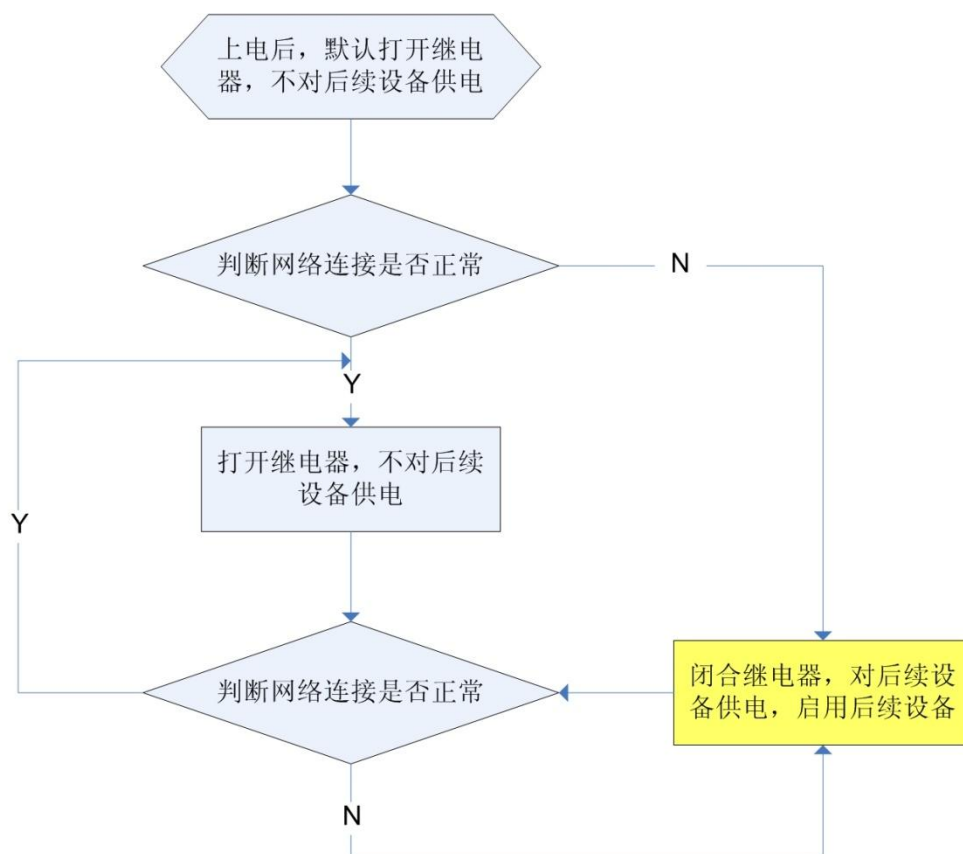 上电后，默认打开继电
器，不对后续设备供电
判断网络连接是否正常
N
Y
打开继电器，不对后续
设备供电
Y
判断网络连接是否正常
闭合继电器，对后续设
备供电，启用后续设备
N